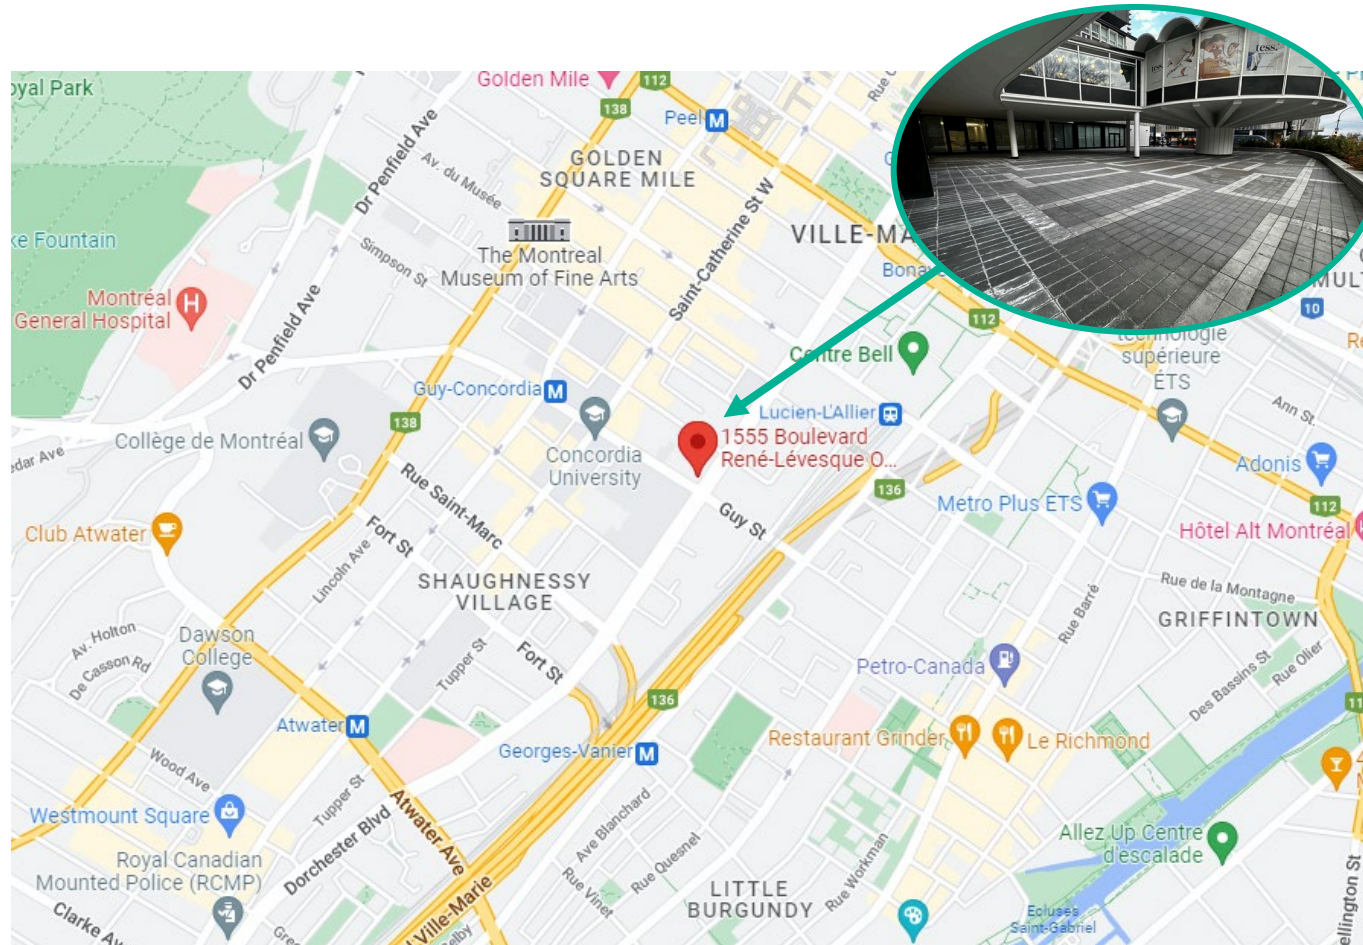 tess.
oyal Park
Golden Mile
112
138
Peel
M
Dr Penfield Ave
Av. du Musée
GOLDEN
SQUARE MILE
ke Fountain
Simpson St
The Montreal
Museum of Fine Arts
Saint-Catherine St W
VILLE-MA
Montréal
General Hospital
H
10
112
technologie
supérieure
ÉTS
Centre Bell
Dr Penfield Ave
Guy-Concordia
M
Lucien-L'Allier
1555 Boulevard
René-Lévesque O...
138
Collège de Montréal
Concordia
University
Ann St.
edar Ave
Rue Saint-Marc
Adonis
136
Metro Plus ETS
112
Guy St
Club Atwater
Fort St
Hôtel Alt Montréal
Lincoln Ave
SHAUGHNESSY
VILLAGE
Rue de la Montagne
Rue Barré
GRIFFINTOWN
Av. Holton
De Casson Rd
Dawson
College
Tupper St
Fort St
Petro-Canada
Des Bassins St
Rue Olier
136
Atwater
M
Georges-Vanier
M
Restaurant Grinder
Le Richmond
Wood Ave
Tupper St
Atwater Ave
Westmount Square
Dorchester Blvd
Ave Blanchard
Rue Quesnel
Rue Workman
Allez Up Centre
d'escalade
Royal Canadian
Mounted Police (RCMP)
Rue Vinet
LITTLE
BURGUNDY
Clarke Av
Ville-Marie
Écluses
Saint-Gabriel
ellington St